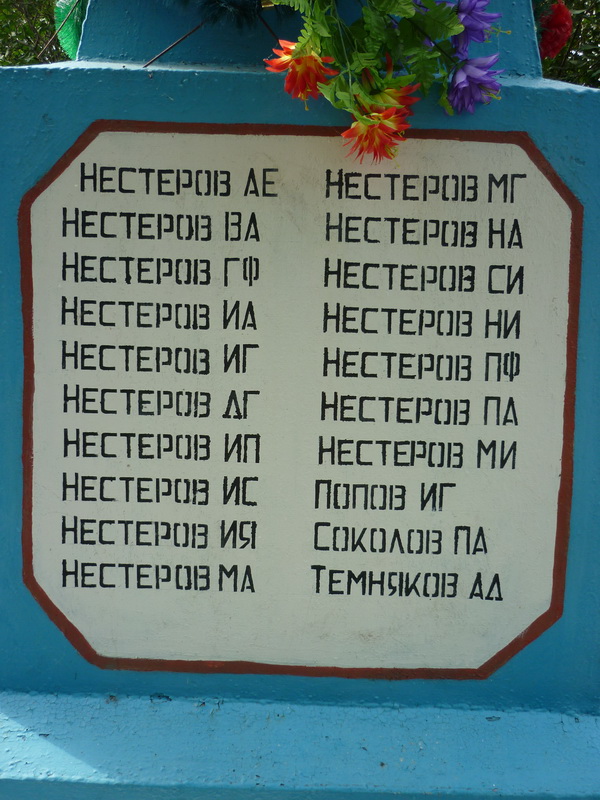 Нестеров АЕ
Нестеров ВА
Нестеров ГФ
Нестеров ИА
Нестеров ИГ
Нестеров ДГ
Нестеров ИП
Нестеров ИС
Нестеров ИЯ
Нестеров МА
Нестеров МГ
Нестеров НА
Нестеров СИ
Нестеров НИ
Нестеров ПФ
Нестеров ПА
Нестеров МИ
Попов ИГ
Соколов ПА
Темняков АД